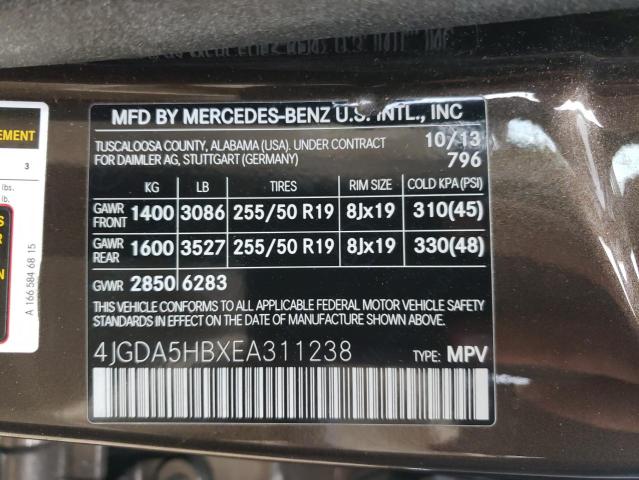 MFD BY MERCEDES-BENZ U.S. INTL., INC
TUSCALOOSA COUNTY, ALABAMA (USA). UNDER CONTRACT 10/13
FOR DAIMLER AG, STUTTGART (GERMANY) 796
KG LB TIRES RIM SIZE COLD KPA (PSI)
GAWR FRONT 1400 3086 255/50 R19 8Jx19 310(45)
GAWR REAR 1600 3527 255/50 R19 8Jx19 330(48)
GVWR 2850 6283
THIS VEHICLE CONFORMS TO ALL APPLICABLE FEDERAL MOTOR VEHICLE SAFETY
STANDARDS IN EFFECT ON THE DATE OF MANUFACTURE SHOWN ABOVE.
4JGDA5HBXEA311238 TYPE: MPV
EMENT
3
lbs.
lbs.
S
R
N
A 166 584 68 15